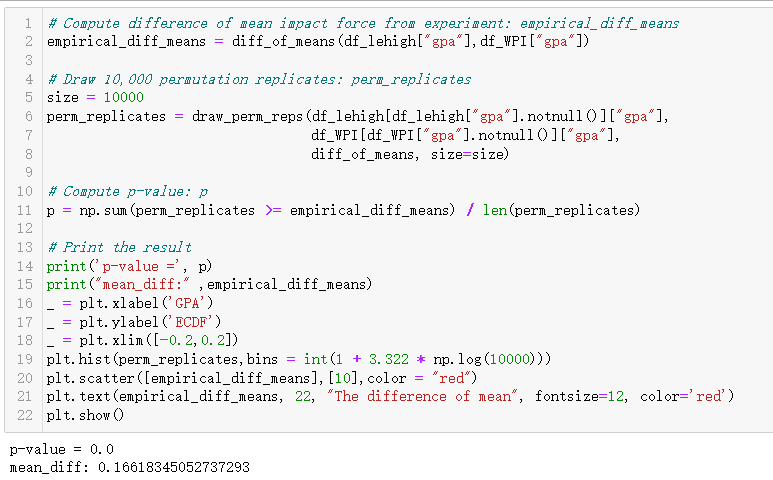 1 # Compute difference of mean impact force from experiment: empirical_diff_means
2 empirical_diff_means = diff_of_means(df_lehigh["gpa"],df_WPI["gpa"])
3
4 # Draw 10,000 permutation replicates: perm_replicates
5 size = 10000
6 perm_replicates = draw_perm_reps(df_lehigh[df_lehigh["gpa"].notnull()]["gpa"],
7 df_WPI[df_WPI["gpa"].notnull()]["gpa"],
8 diff_of_means, size=size)
9
10 # Compute p-value: p
11 p = np.sum(perm_replicates >= empirical_diff_means) / len(perm_replicates)
12
13 # Print the result
14 print('p-value =', p)
15 print("mean_diff:" ,empirical_diff_means)
16 _ = plt.xlabel('GPA')
17 _ = plt.ylabel('ECDF')
18 _ = plt.xlim([-0.2,0.2])
19 plt.hist(perm_replicates,bins = int(1 + 3.322 * np.log(10000)))
20 plt.scatter([empirical_diff_means],[10],color = "red")
21 plt.text(empirical_diff_means, 22, "The difference of mean", fontsize=12, color='red')
22 plt.show()
p-value = 0.0
mean_diff: 0.16618345052737293